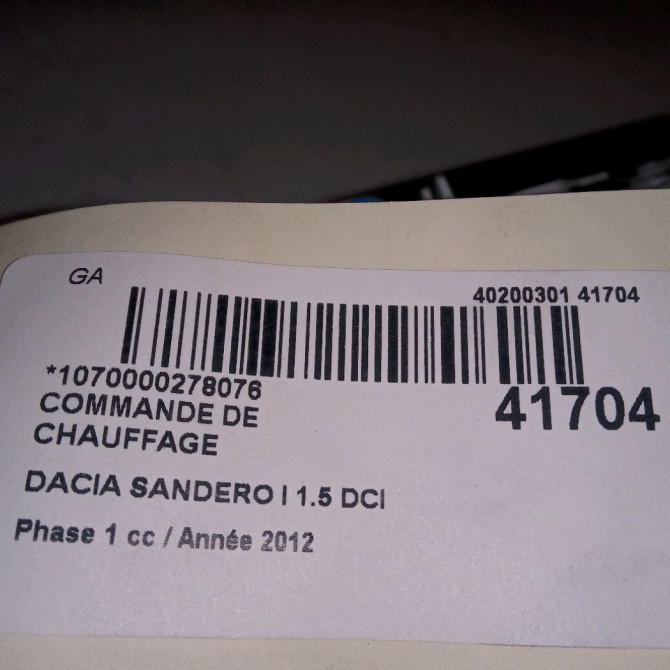 GA
40200301 41704
*1070000278076
41704
COMMANDE DE
CHAUFFAGE
DACIA SANDERO I 1.5 DCI
Phase 1 cc / Année 2012